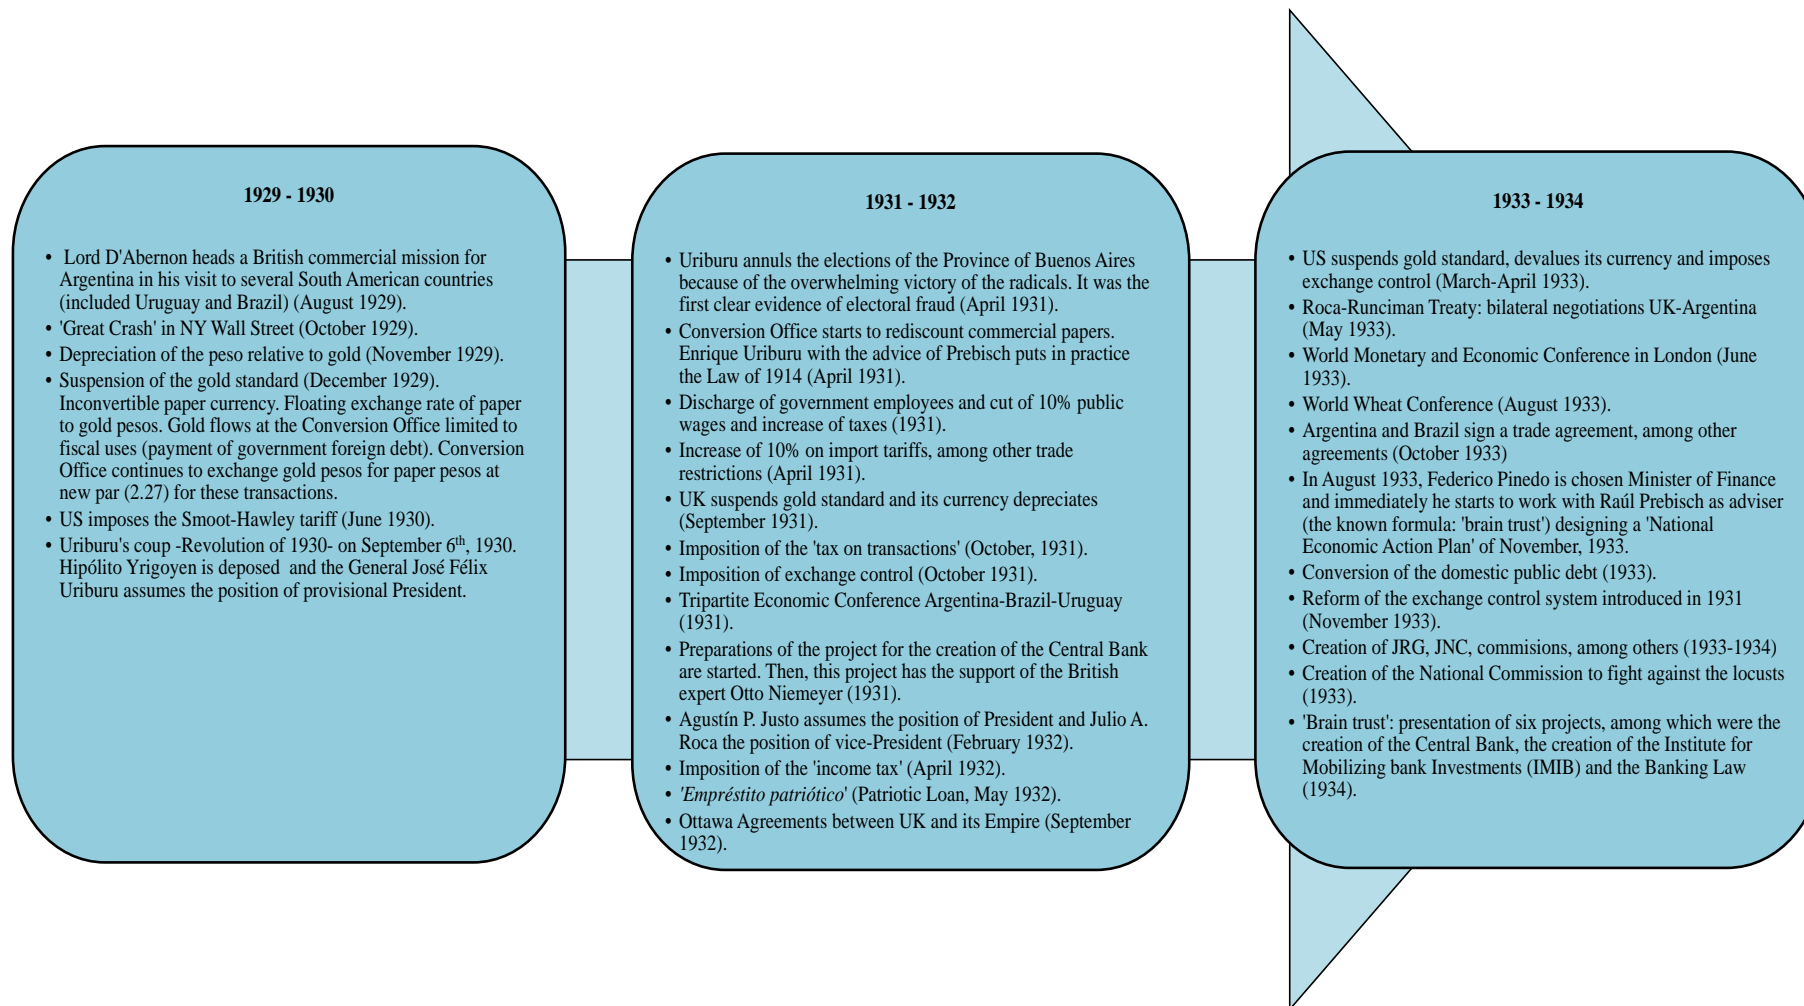 1929 - 1930
• Lord D'Abernon heads a British commercial mission for
Argentina in his visit to several South American countries
(included Uruguay and Brazil) (August 1929).
• 'Great Crash' in NY Wall Street (October 1929).
• Depreciation of the peso relative to gold (November 1929).
• Suspension of the gold standard (December 1929).
Inconvertible paper currency. Floating exchange rate of paper
to gold pesos. Gold flows at the Conversion Office limited to
fiscal uses (payment of government foreign debt). Conversion
Office continues to exchange gold pesos for paper pesos at
new par (2.27) for these transactions.
• US imposes the Smoot-Hawley tariff (June 1930).
• Uriburu's coup -Revolution of 1930- on September 6th, 1930.
Hipólito Yrigoyen is deposed and the General José Félix
Uriburu assumes the position of provisional President.
1931 - 1932
• Uriburu annuls the elections of the Province of Buenos Aires
because of the overwhelming victory of the radicals. It was the
first clear evidence of electoral fraud (April 1931).
• Conversion Office starts to rediscount commercial papers.
Enrique Uriburu with the advice of Prebisch puts in practice
the Law of 1914 (April 1931).
• Discharge of government employees and cut of 10% public
wages and increase of taxes (1931).
• Increase of 10% on import tariffs, among other trade
restrictions (April 1931).
• UK suspends gold standard and its currency depreciates
(September 1931).
• Imposition of the 'tax on transactions' (October, 1931).
• Imposition of exchange control (October 1931).
• Tripartite Economic Conference Argentina-Brazil-Uruguay
(1931).
• Preparations of the project for the creation of the Central Bank
are started. Then, this project has the support of the British
expert Otto Niemeyer (1931).
• Agustín P. Justo assumes the position of President and Julio A.
Roca the position of vice-President (February 1932).
• Imposition of the 'income tax' (April 1932).
• 'Empréstito patriótico' (Patriotic Loan, May 1932).
• Ottawa Agreements between UK and its Empire (September
1932).
1933 - 1934
• US suspends gold standard, devalues its currency and imposes
exchange control (March-April 1933).
• Roca-Runciman Treaty: bilateral negotiations UK-Argentina
(May 1933).
• World Monetary and Economic Conference in London (June
1933).
• World Wheat Conference (August 1933).
• Argentina and Brazil sign a trade agreement, among other
agreements (October 1933)
• In August 1933, Federico Pinedo is chosen Minister of Finance
and immediately he starts to work with Raúl Prebisch as adviser
(the known formula: 'brain trust') designing a 'National
Economic Action Plan' of November, 1933.
• Conversion of the domestic public debt (1933).
• Reform of the exchange control system introduced in 1931
(November 1933).
• Creation of JRG, JNC, commisions, among others (1933-1934)
• Creation of the National Commission to fight against the locusts
(1933).
• 'Brain trust': presentation of six projects, among which were the
creation of the Central Bank, the creation of the Institute for
Mobilizing bank Investments (IMIB) and the Banking Law
(1934).